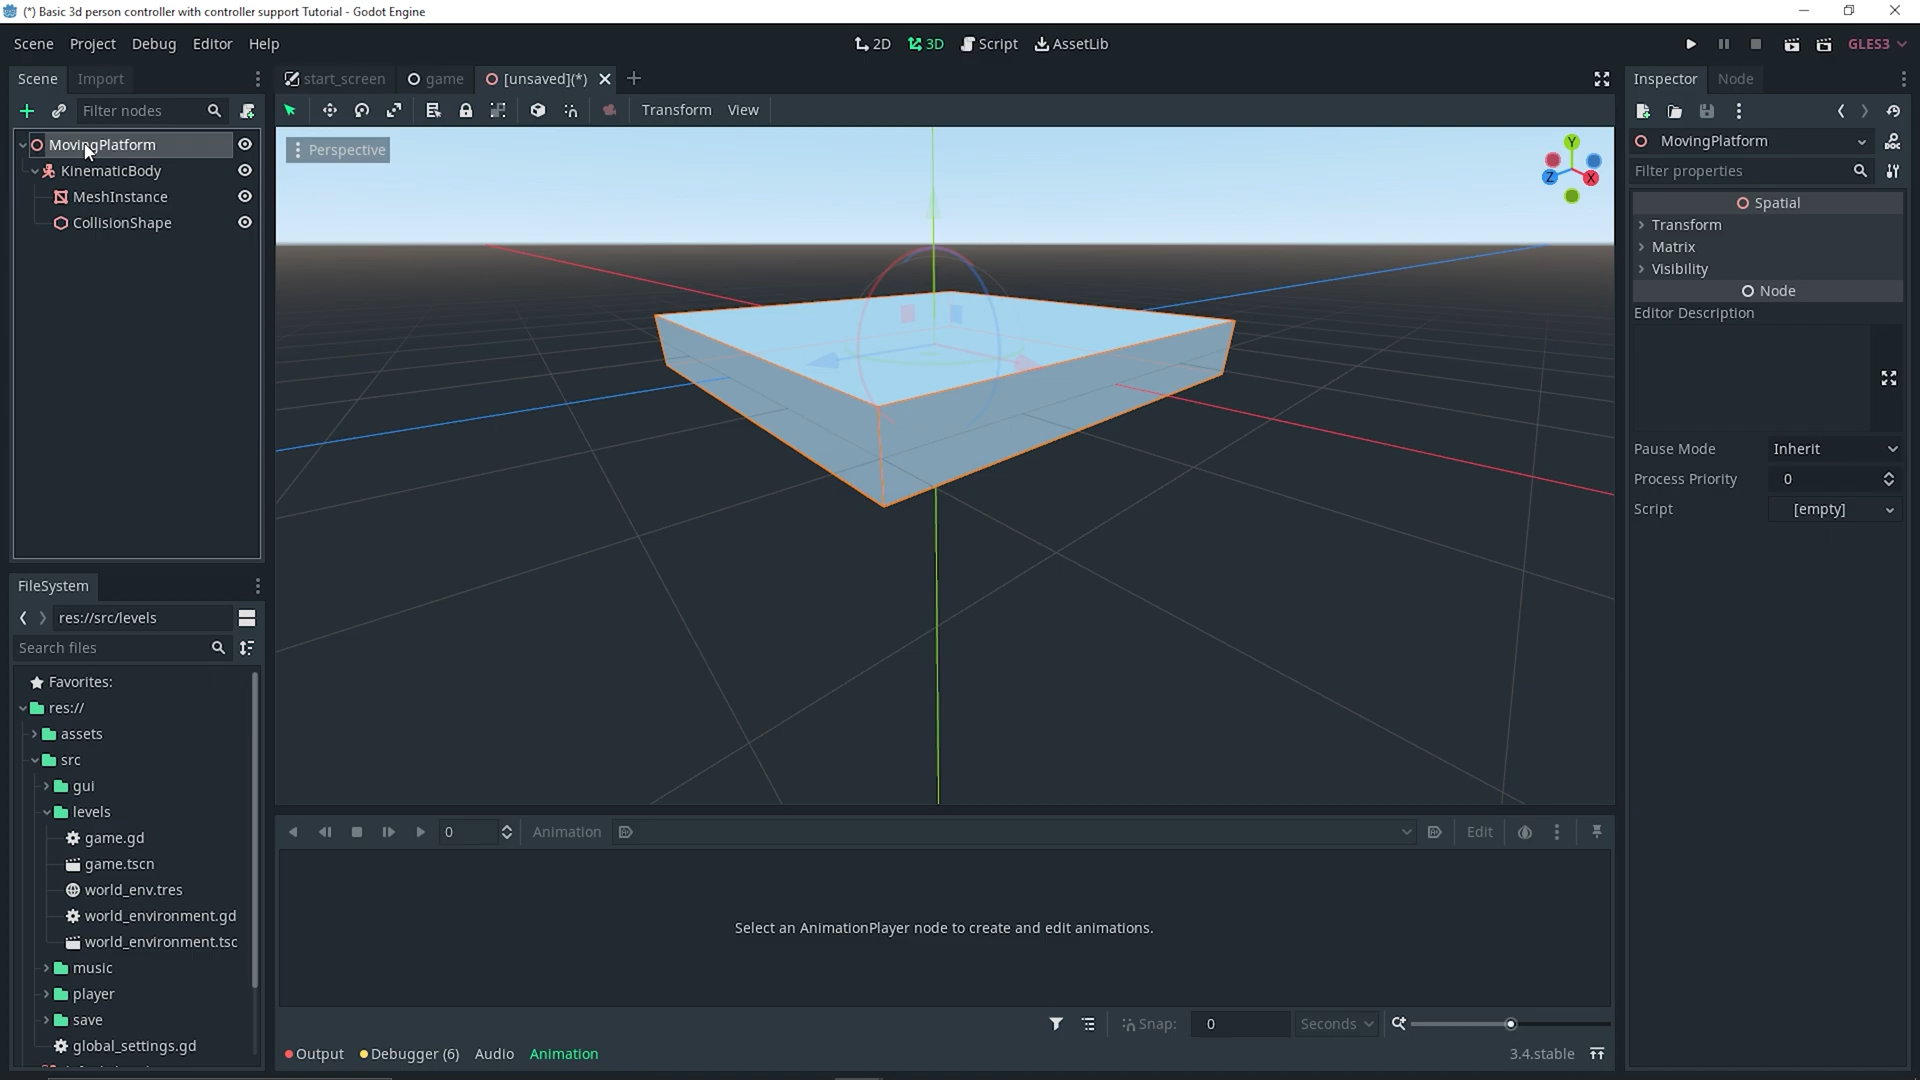 (*) Basic 3d person controller with controller support Tutorial - Godot Engine
Scene Project Debug Editor Help
2D 3D Script AssetLib
GLES3
Scene Import
start_screen game [unsaved](*)
Inspector Node
Filter nodes
Transform View
MovingPlatform
KinematicBody
MeshInstance
CollisionShape
Perspective
Y
Z
X
MovingPlatform
Filter properties
Spatial
Transform
Matrix
Visibility
Node
Editor Description
Pause Mode Inherit
Process Priority 0
Script [empty]
FileSystem
res://src/levels
Search files
Favorites:
res://
assets
src
gui
levels
game.gd
game.tscn
world_env.tres
world_environment.gd
world_environment.tsc
music
player
save
global_settings.gd
0 Animation Edit
Select an AnimationPlayer node to create and edit animations.
Snap: 0 Seconds
Output Debugger (6) Audio Animation 3.4.stable